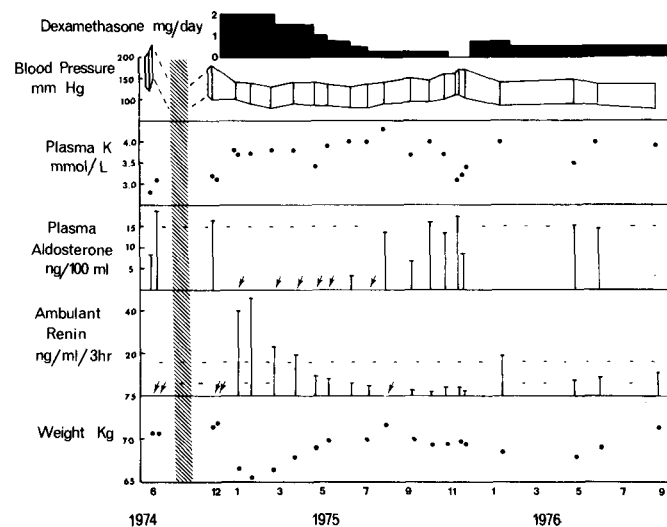 Dexamethasone mg/day
2
1
0
Blood Pressure
mm Hg
200
150
100
Plasma K
mmol/L
4.0
3.5
3.0
Plasma
Aldosterone
ng/100 ml
15
10
5
Ambulant
Renin
ng/ml/3hr
40
20
Weight Kg
75
70
65
6
12
1
3
5
7
9
11
1
3
5
7
9
1974
1975
1976